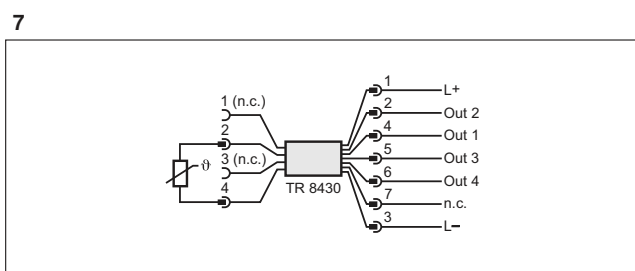 7
1 (n.c.)
2
3 (n.c.)
4
ϑ
TR 8430
1 L+
2 Out 2
4 Out 1
5 Out 3
6 Out 4
7 n.c.
3 L−